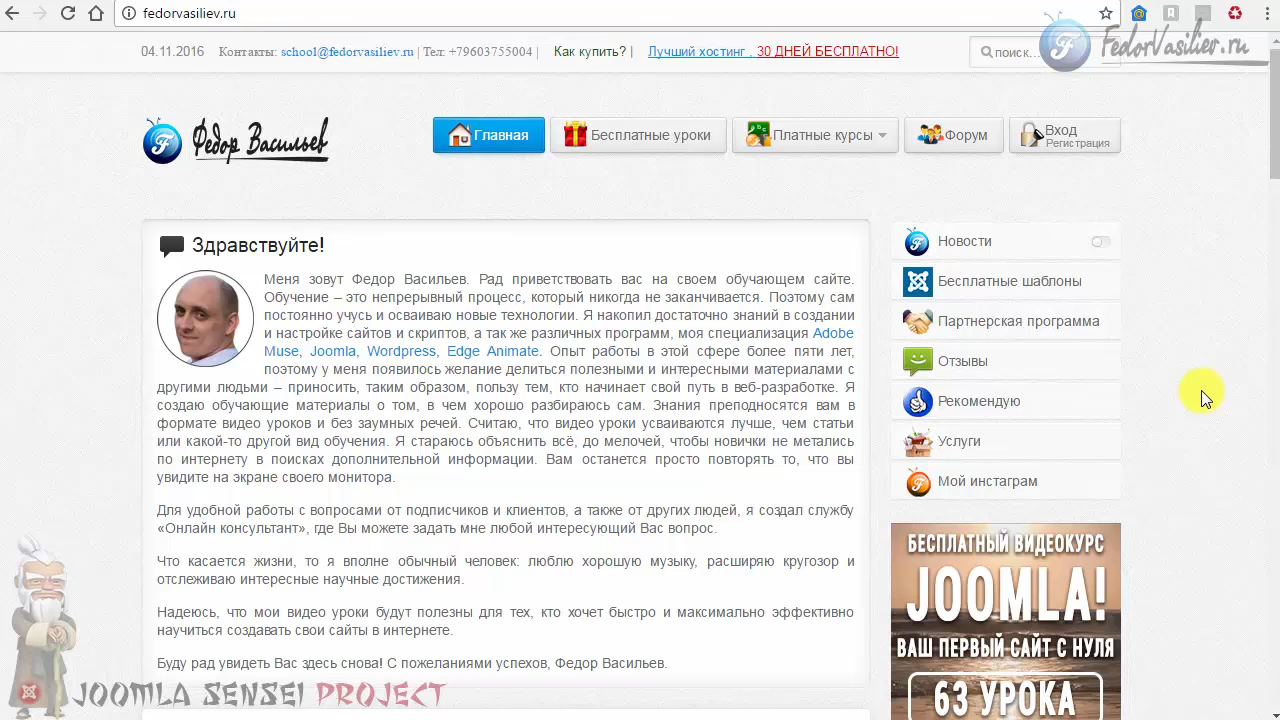 fedorvasiliev.ru
04.11.2016 Контакты: school@fedorvasiliev.ru | Тел: +79603755004 | Как купить? | Лучший хостинг . 30 ДНЕЙ БЕСПЛАТНО! поиск...
FedorVasiliev.ru
Федор Васильев
Главная Бесплатные уроки Платные курсы Форум Вход
Регистрация
Здравствуйте!
Меня зовут Федор Васильев. Рад приветствовать вас на своем обучающем сайте.
Обучение – это непрерывный процесс, который никогда не заканчивается. Поэтому сам
постоянно учусь и осваиваю новые технологии. Я накопил достаточно знаний в создании
и настройке сайтов и скриптов, а так же различных программ, моя специализация Adobe
Muse, Joomla, Wordpress, Edge Animate. Опыт работы в этой сфере более пяти лет,
поэтому у меня появилось желание делиться полезными и интересными материалами с
другими людьми – приносить, таким образом, пользу тем, кто начинает свой путь в веб-разработке. Я
создаю обучающие материалы о том, в чем хорошо разбираюсь сам. Знания преподносятся вам в
формате видео уроков и без заумных речей. Считаю, что видео уроки усваиваются лучше, чем статьи
или какой-то другой вид обучения. Я стараюсь объяснить всё, до мелочей, чтобы новички не метались
по интернету в поисках дополнительной информации. Вам останется просто повторять то, что вы
увидите на экране своего монитора.
Для удобной работы с вопросами от подписчиков и клиентов, а также от других людей, я создал службу
«Онлайн консультант», где Вы можете задать мне любой интересующий Вас вопрос.
Что касается жизни, то я вполне обычный человек: люблю хорошую музыку, расширяю кругозор и
отслеживаю интересные научные достижения.
Надеюсь, что мои видео уроки будут полезны для тех, кто хочет быстро и максимально эффективно
научиться создавать свои сайты в интернете.
Буду рад увидеть Вас здесь снова! С пожеланиями успехов, Федор Васильев.
Новости
Бесплатные шаблоны
Партнерская программа
Отзывы
Рекомендую
Услуги
Мой инстаграм
БЕСПЛАТНЫЙ ВИДЕОКУРС
JOOMLA!
ВАШ ПЕРВЫЙ САЙТ С НУЛЯ
63 УРОКА
JOOMLA SENSEI PROJECT